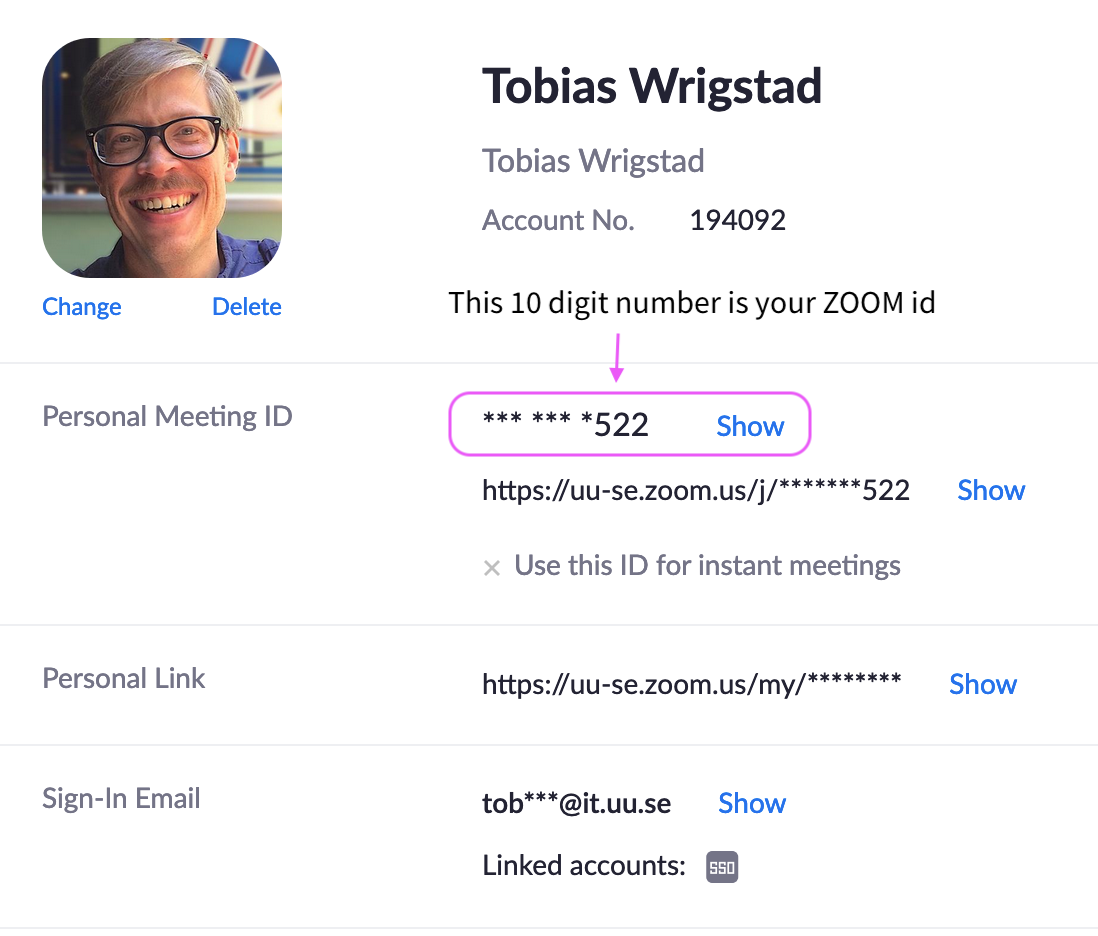 Tobias Wrigstad
Tobias Wrigstad
Account No. 194092
Change Delete
This 10 digit number is your ZOOM id
Personal Meeting ID
*** *** *522 Show
https://uu-se.zoom.us/j/*******522 Show
× Use this ID for instant meetings
Personal Link
https://uu-se.zoom.us/my/******** Show
Sign-In Email
tob***@it.uu.se Show
Linked accounts: SSO